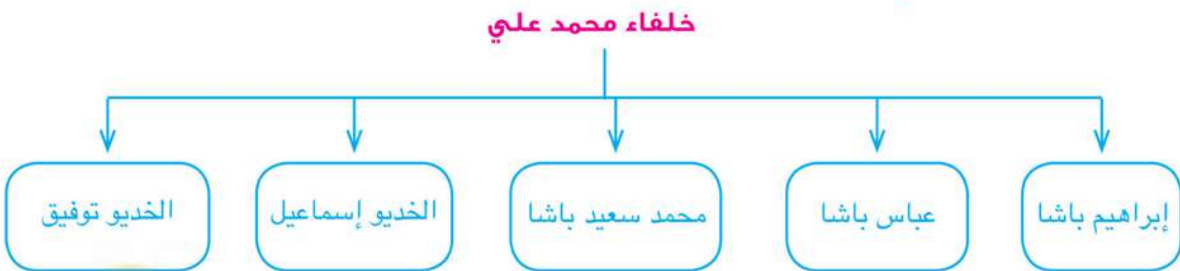 خلفاء محمد علي
إبراهيم باشا
عباس باشا
محمد سعيد باشا
الخديو إسماعيل
الخديو توفيق